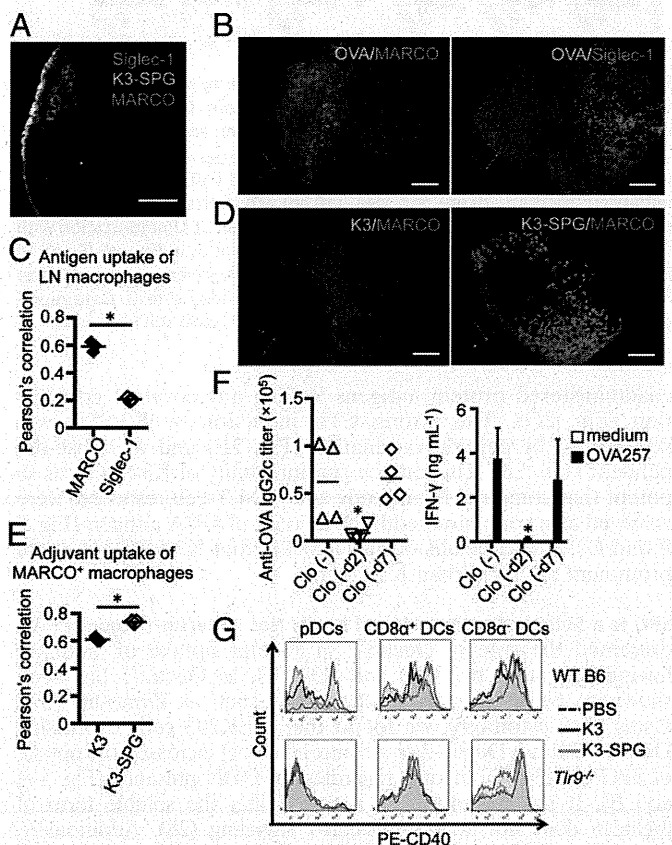 A
Siglec-1
K3-SPG
MARCO
B
OVA/MARCO
OVA/Siglec-1
D
K3/MARCO
K3-SPG/MARCO
C
Antigen uptake of
LN macrophages
Pearson's correlation
0.8
0.6
0.4
0.2
0
*
MARCO
Siglec-1
E
Adjuvant uptake of
MARCO⁺ macrophages
Pearson's correlation
0.8
0.6
0.4
0.2
0
*
K3
K3-SPG
F
Anti-OVA IgG2c titer (×10⁵)
1.5
1
0.5
0
*
Clo (-)
Clo (-d2)
Clo (-d7)
IFN-γ (ng mL⁻¹)
6
4
2
0
*
medium
OVA257
Clo (-)
Clo (-d2)
Clo (-d7)
G
pDCs
CD8α⁺ DCs
CD8α⁻ DCs
WT B6
PBS
K3
K3-SPG
Tlr9⁻/⁻
Count
PE-CD40